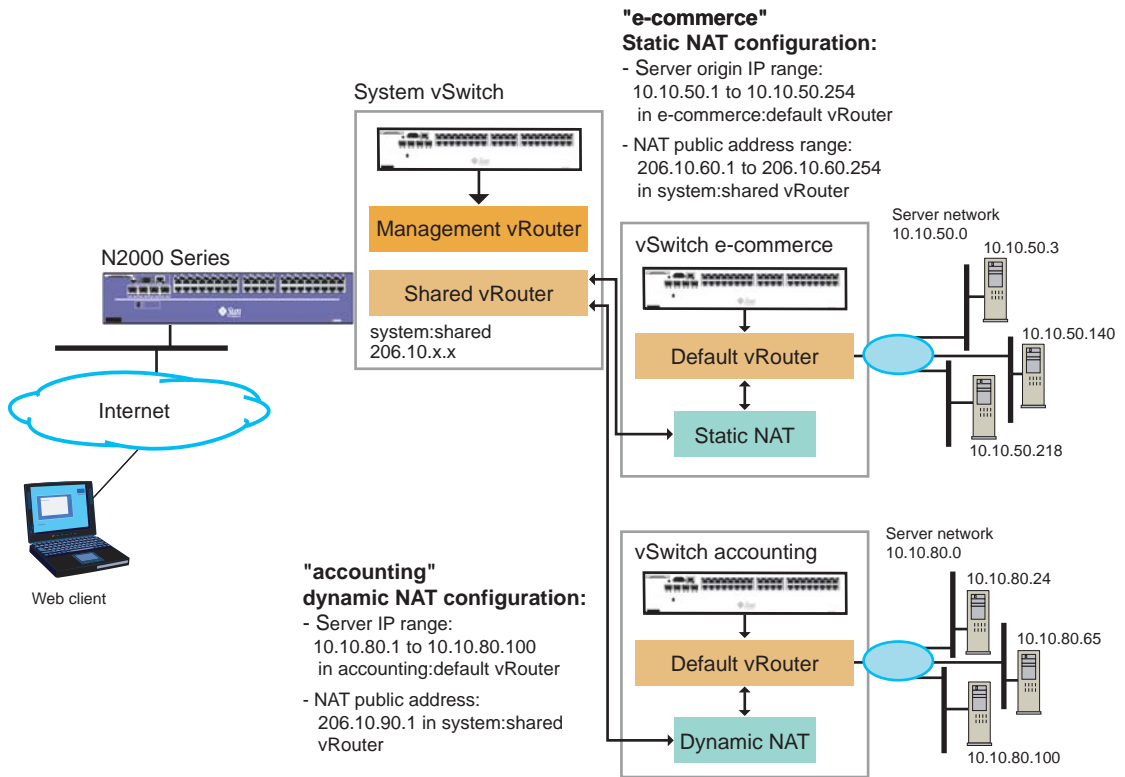 "e-commerce"
Static NAT configuration:
- Server origin IP range:
10.10.50.1 to 10.10.50.254
in e-commerce:default vRouter
- NAT public address range:
206.10.60.1 to 206.10.60.254
in system:shared vRouter
System vSwitch
Management vRouter
Shared vRouter
system:shared
206.10.x.x
N2000 Series
Sun
Internet
Web client
vSwitch e-commerce
Default vRouter
Static NAT
Server network
10.10.50.0
10.10.50.3
10.10.50.140
10.10.50.218
"accounting"
dynamic NAT configuration:
- Server IP range:
10.10.80.1 to 10.10.80.100
in accounting:default vRouter
- NAT public address:
206.10.90.1 in system:shared
vRouter
vSwitch accounting
Default vRouter
Dynamic NAT
Server network
10.10.80.0
10.10.80.24
10.10.80.65
10.10.80.100